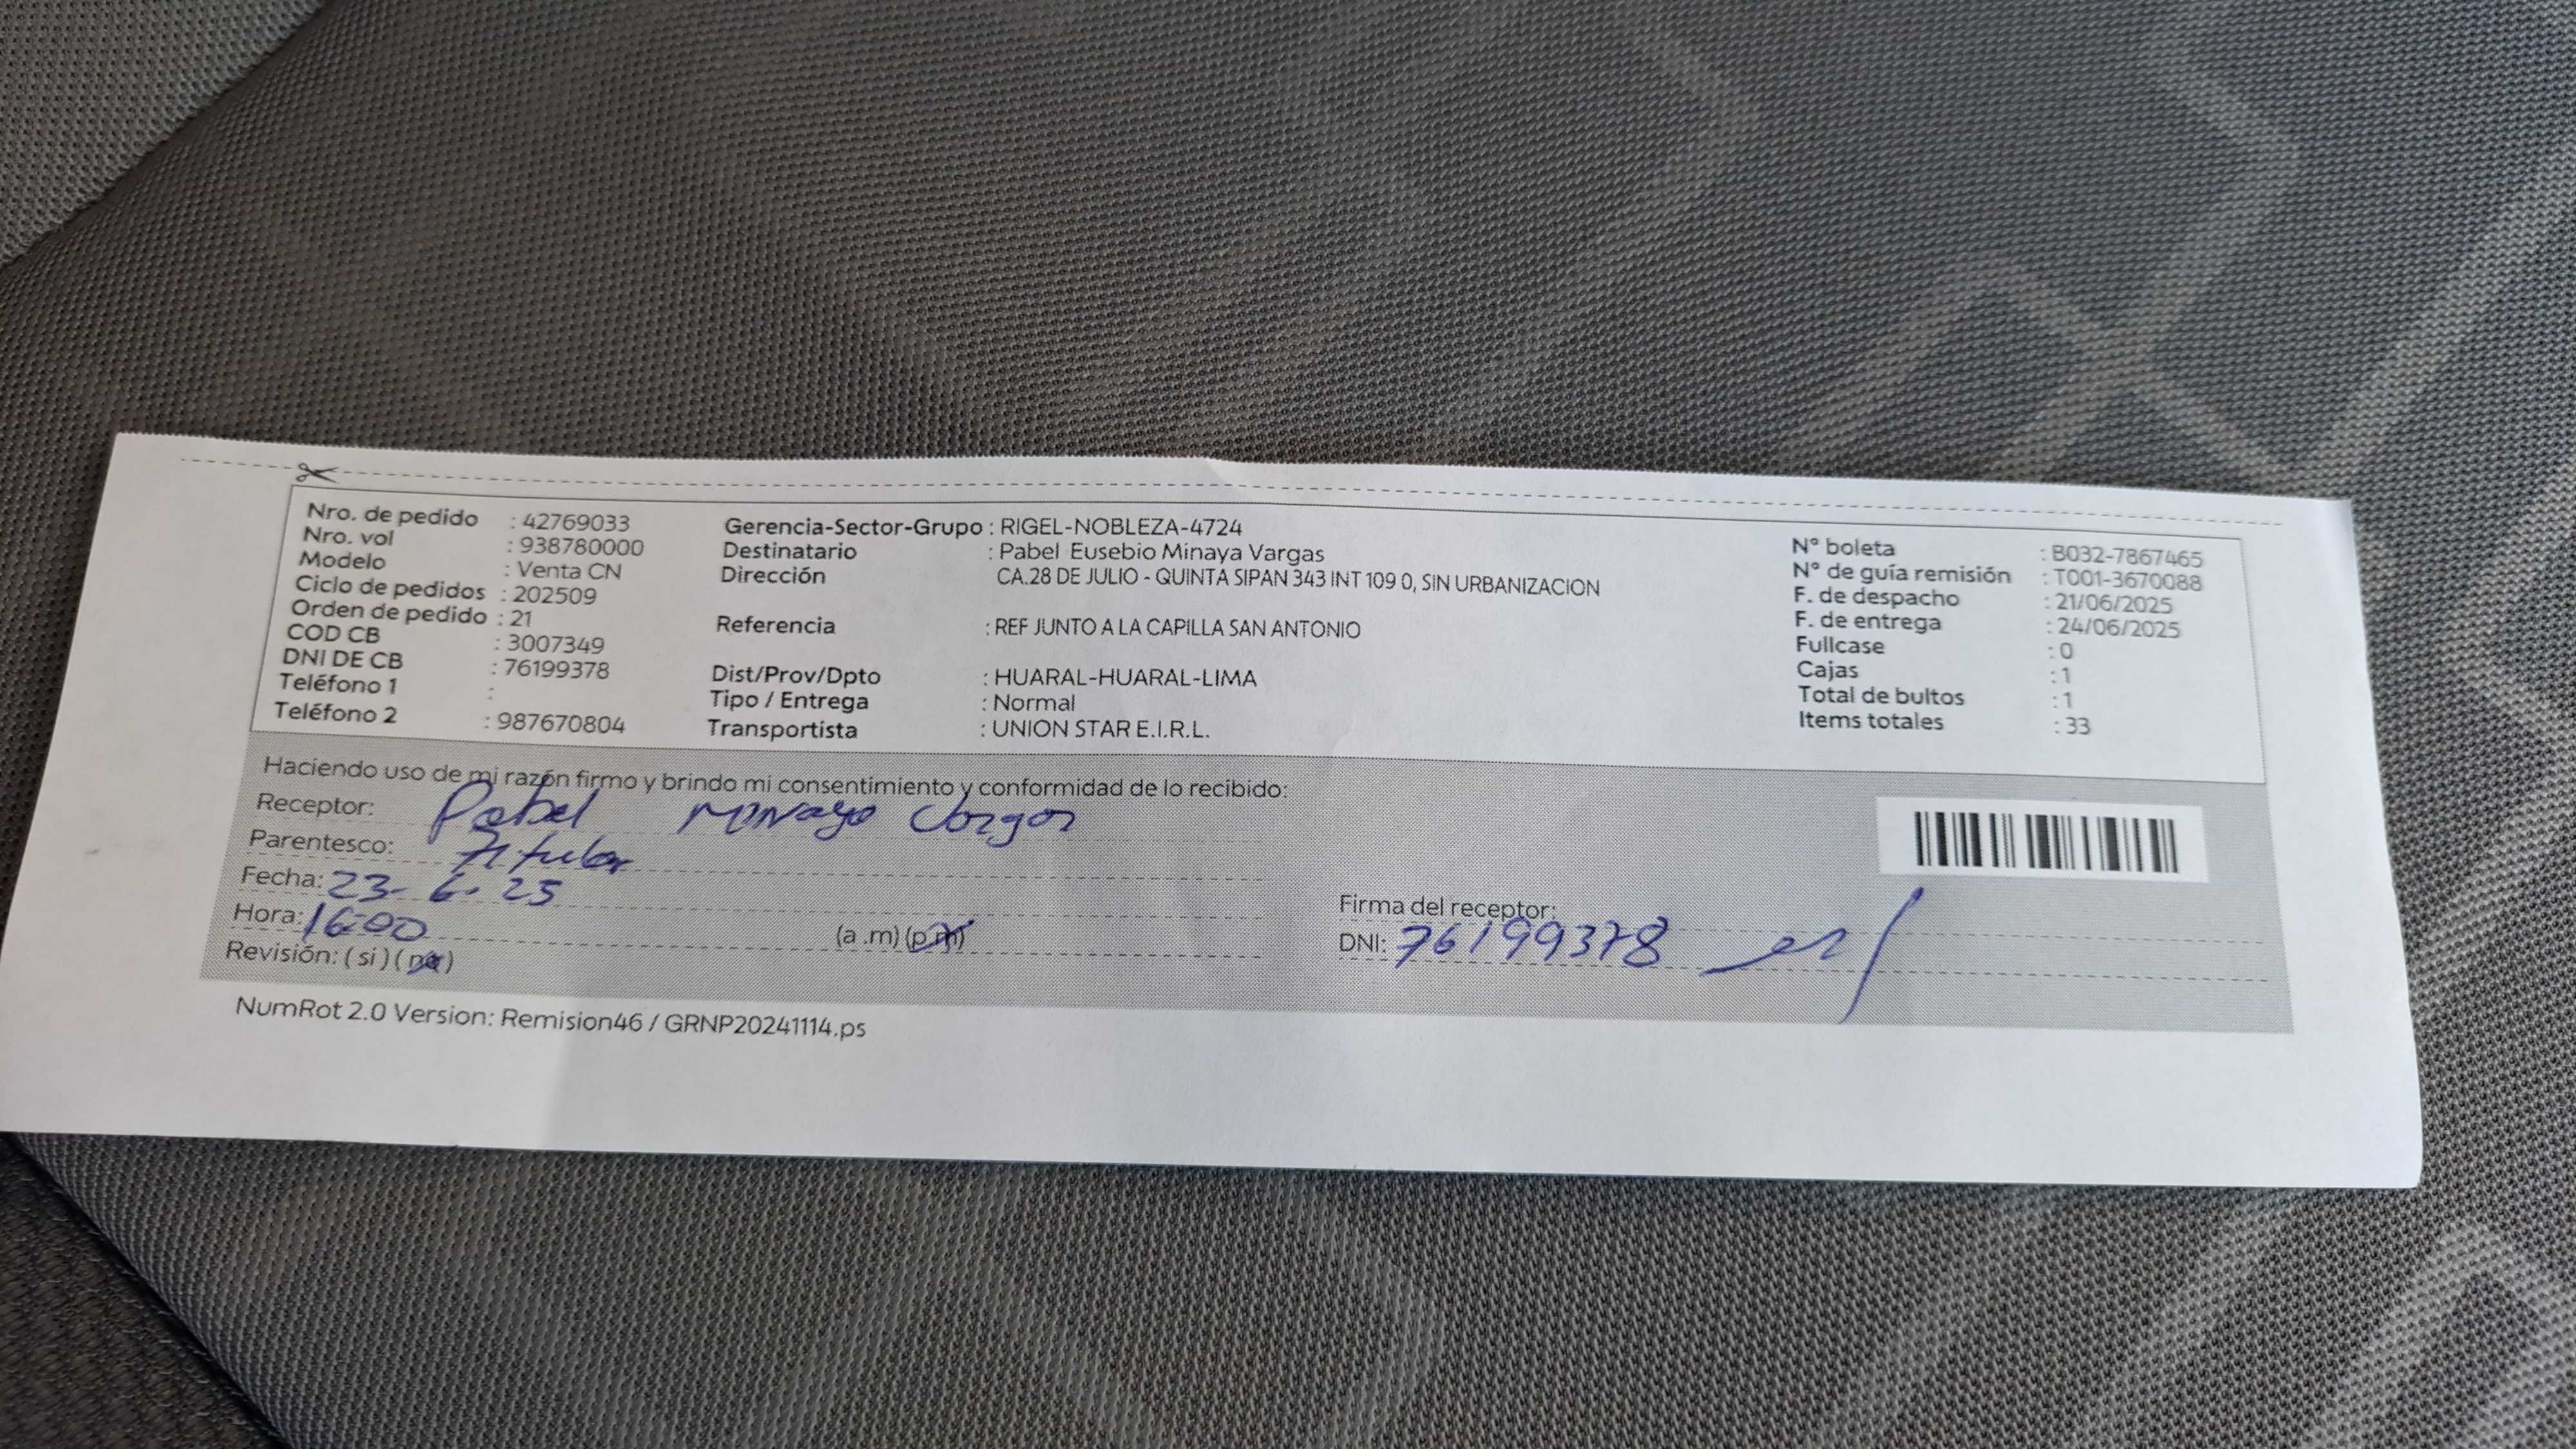 Nro. de pedido : 42769033
Nro. vol : 938780000
Modelo : Venta CN
Ciclo de pedidos : 202509
Orden de pedido : 21
COD CB : 3007349
DNI DE CB : 76199378
Teléfono 1 :
Teléfono 2 : 987670804
Gerencia-Sector-Grupo : RIGEL-NOBLEZA-4724
Destinatario : Pabel Eusebio Minaya Vargas
Dirección CA.28 DE JULIO - QUINTA SIPAN 343 INT 109 0, SIN URBANIZACION
Referencia : REF JUNTO A LA CAPILLA SAN ANTONIO
Dist/Prov/Dpto : HUARAL-HUARAL-LIMA
Tipo / Entrega : Normal
Transportista : UNION STAR E.I.R.L.
N° boleta : B032-7867465
N° de guía remisión : T001-3670088
F. de despacho : 21/06/2025
F. de entrega : 24/06/2025
Fullcase : 0
Cajas : 1
Total de bultos : 1
Items totales : 33
Haciendo uso de mi razón firmo y brindo mi consentimiento y conformidad de lo recibido:
Receptor: Pabel Minaya Vargas
Parentesco: Titular
Fecha: 23-6-25
Hora: 16:00 (a.m) (p.m)
Revisión: ( si ) ( no )
Firma del receptor:
DNI: 76199378
NumRot 2.0 Version: Remision46 / GRNP20241114.ps